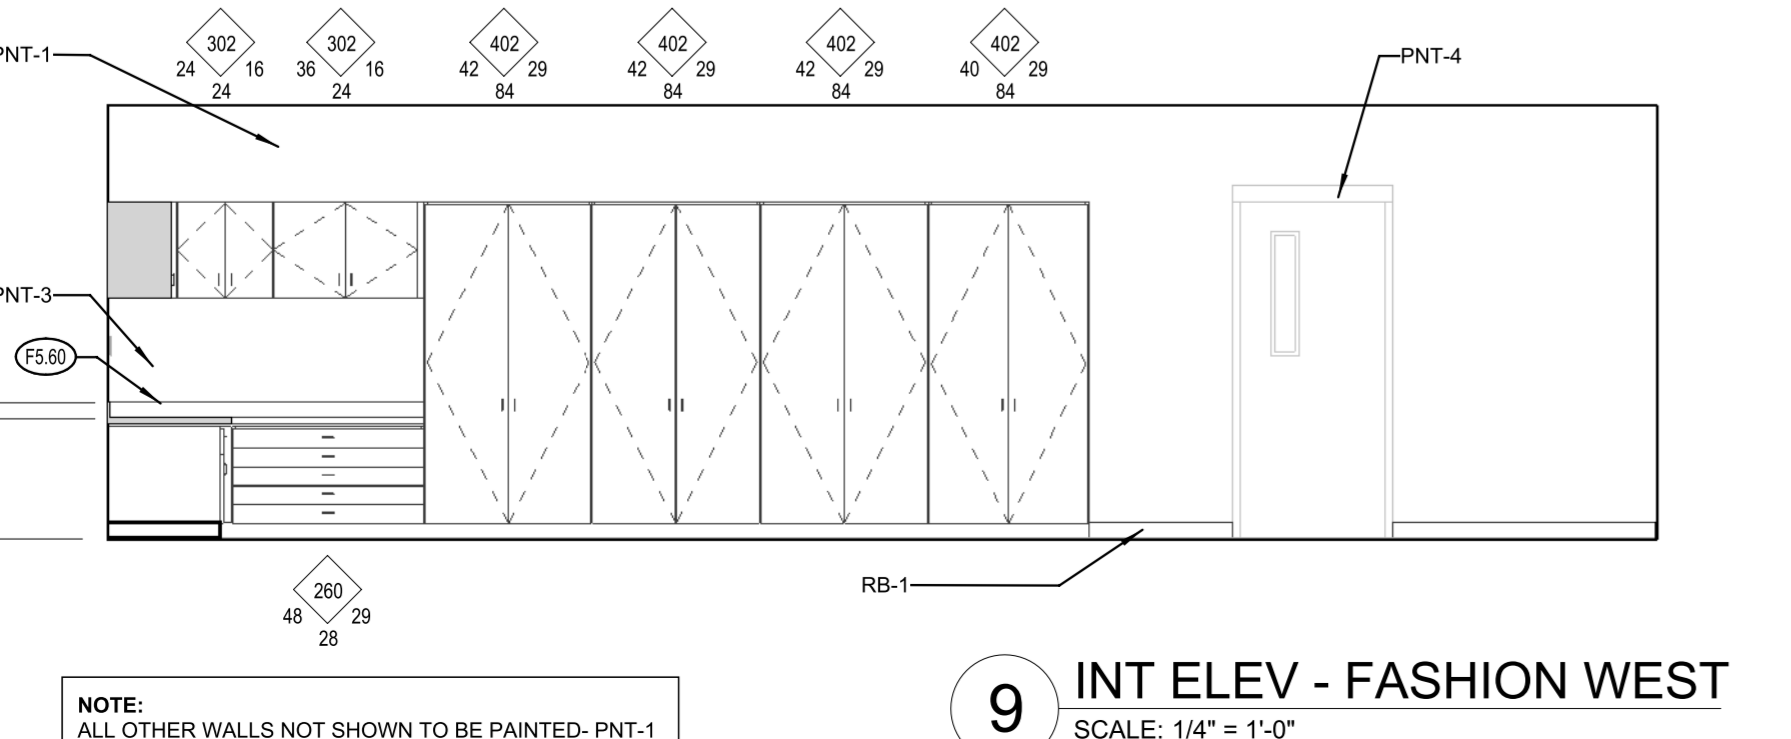 302 302 402 402 402 402
PNT-1
PNT-4
24 16 36 16 42 29 42 29 42 29 40 29
24 24 84 84 84 84
PNT-3
F5.60
RB-1
260
48 29
28
NOTE:
ALL OTHER WALLS NOT SHOWN TO BE PAINTED- PNT-1
9
INT ELEV - FASHION WEST
SCALE: 1/4" = 1'-0"